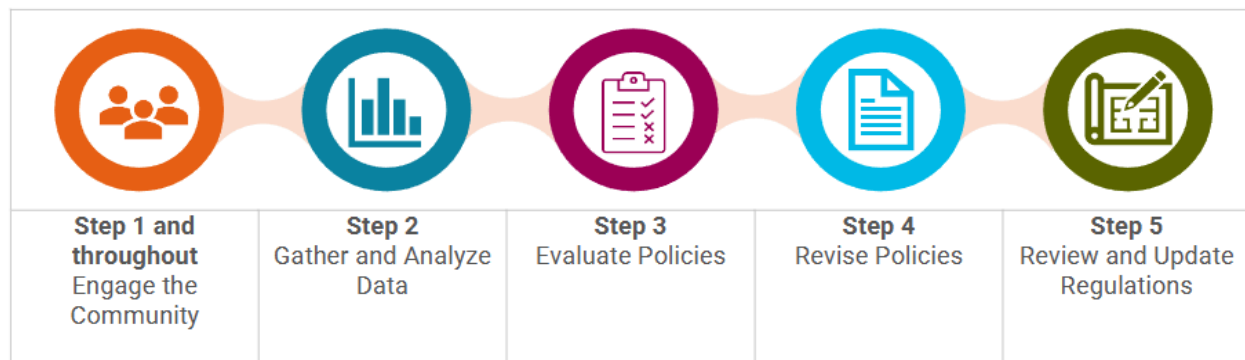 Step 1 and
throughout
Engage the
Community
Step 2
Gather and Analyze
Data
Step 3
Evaluate Policies
Step 4
Revise Policies
Step 5
Review and Update
Regulations